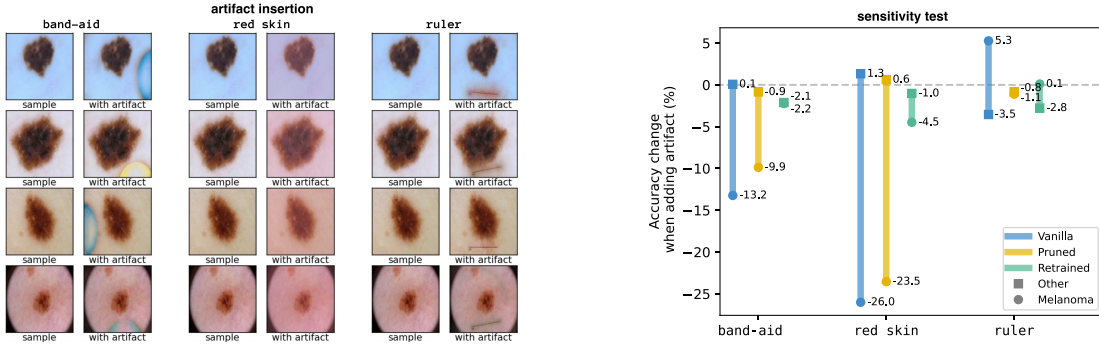 artifact insertion
band-aid red skin ruler
sample with artifact sample with artifact sample with artifact
sample with artifact sample with artifact sample with artifact
sample with artifact sample with artifact sample with artifact
sample with artifact sample with artifact sample with artifact
sensitivity test
Accuracy change
when adding artifact (%)
5
0
−5
−10
−15
−20
−25
0.1
-13.2
-0.9
-9.9
-2.1
-2.2
1.3
-26.0
0.6
-23.5
-1.0
-4.5
5.3
-3.5
-0.8
-1.1
0.1
-2.8
Vanilla
Pruned
Retrained
Other
Melanoma
band-aid red skin ruler